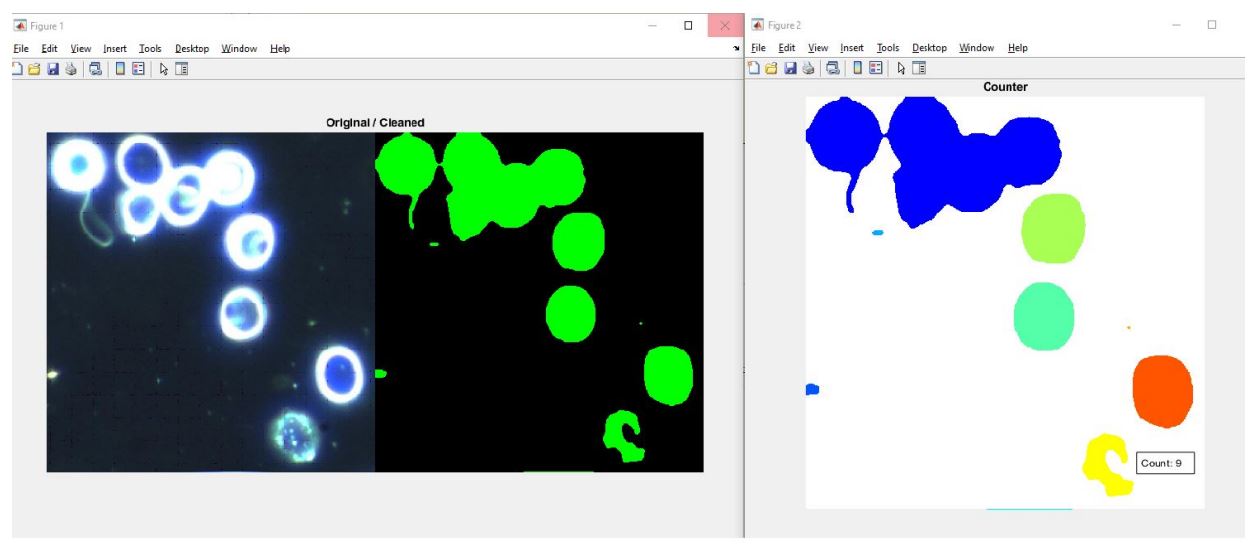 Figure 1
File Edit View Insert Tools Desktop Window Help
Original / Cleaned
Figure 2
File Edit View Insert Tools Desktop Window Help
Counter
Count: 9